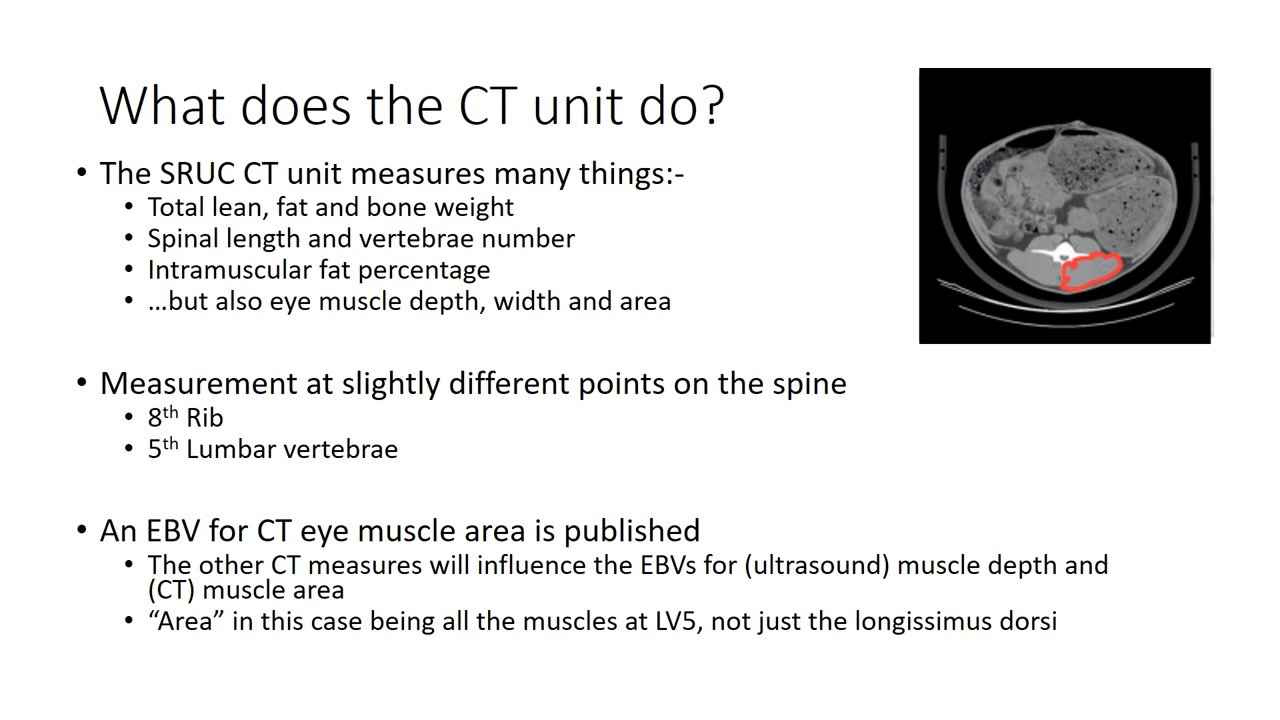 What does the CT unit do?
• The SRUC CT unit measures many things:-
• Total lean, fat and bone weight
• Spinal length and vertebrae number
• Intramuscular fat percentage
• …but also eye muscle depth, width and area
• Measurement at slightly different points on the spine
• 8th Rib
• 5th Lumbar vertebrae
• An EBV for CT eye muscle area is published
• The other CT measures will influence the EBVs for (ultrasound) muscle depth and
(CT) muscle area
• “Area” in this case being all the muscles at LV5, not just the longissimus dorsi